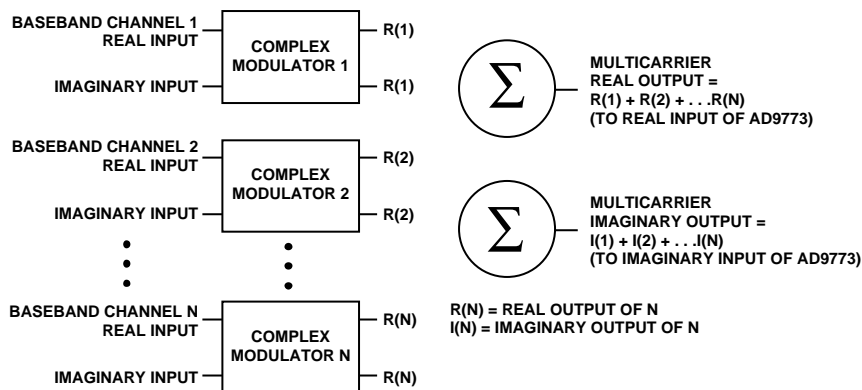 BASEBAND CHANNEL 1
REAL INPUT
IMAGINARY INPUT
COMPLEX
MODULATOR 1
R(1)
R(1)
BASEBAND CHANNEL 2
REAL INPUT
IMAGINARY INPUT
COMPLEX
MODULATOR 2
R(2)
R(2)
BASEBAND CHANNEL N
REAL INPUT
IMAGINARY INPUT
COMPLEX
MODULATOR N
R(N)
R(N)
Σ
MULTICARRIER
REAL OUTPUT =
R(1) + R(2) + . . .R(N)
(TO REAL INPUT OF AD9773)
Σ
MULTICARRIER
IMAGINARY OUTPUT =
I(1) + I(2) + . . .I(N)
(TO IMAGINARY INPUT OF AD9773)
R(N) = REAL OUTPUT OF N
I(N) = IMAGINARY OUTPUT OF N